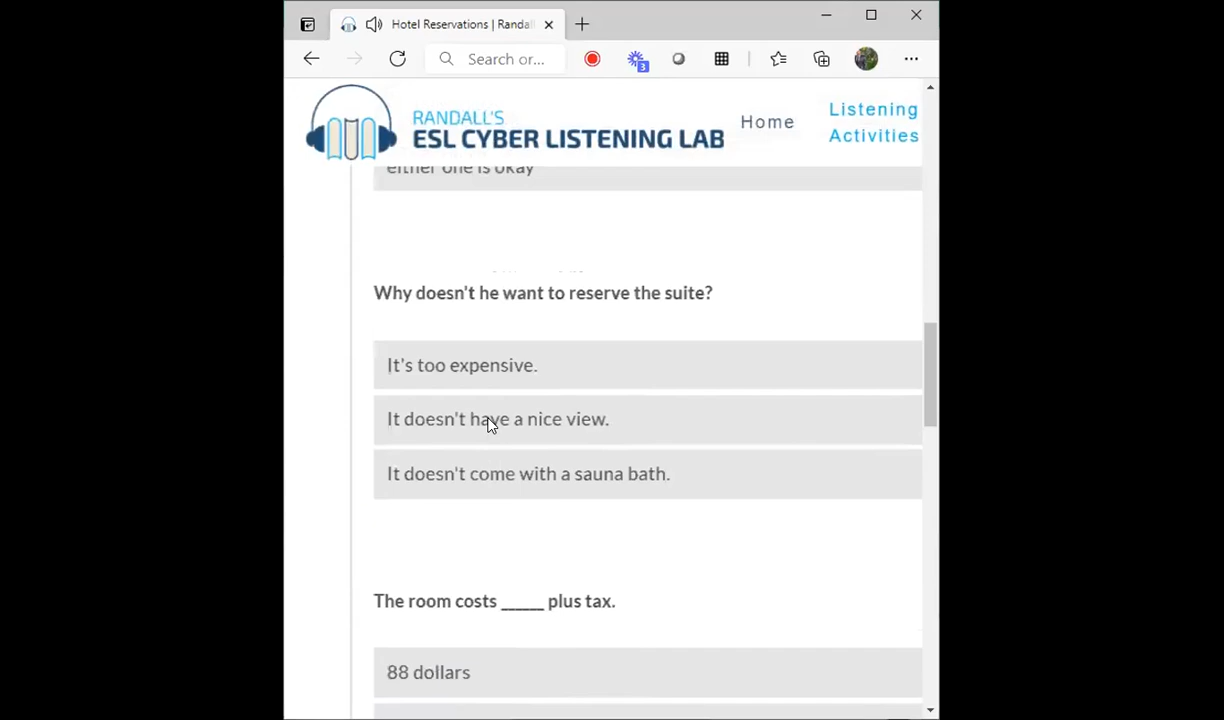 Hotel Reservations | Randal
Search or...
3
RANDALL'S
ESL CYBER LISTENING LAB
Home
Listening
Activities
either one is okay
Why doesn't he want to reserve the suite?
It's too expensive.
It doesn't have a nice view.
It doesn't come with a sauna bath.
The room costs _____ plus tax.
88 dollars